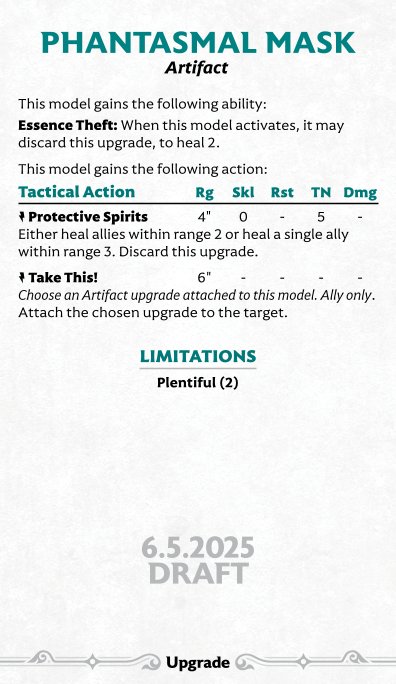 PHANTASMAL MASK
Artifact
This model gains the following ability:
Essence Theft: When this model activates, it may
discard this upgrade, to heal 2.
This model gains the following action:
Tactical Action Rg Skl Rst TN Dmg
Protective Spirits 4" 0 - 5 -
Either heal allies within range 2 or heal a single ally
within range 3. Discard this upgrade.
Take This! 6" - - - -
Choose an Artifact upgrade attached to this model. Ally only.
Attach the chosen upgrade to the target.
LIMITATIONS
Plentiful (2)
6.5.2025
DRAFT
Upgrade